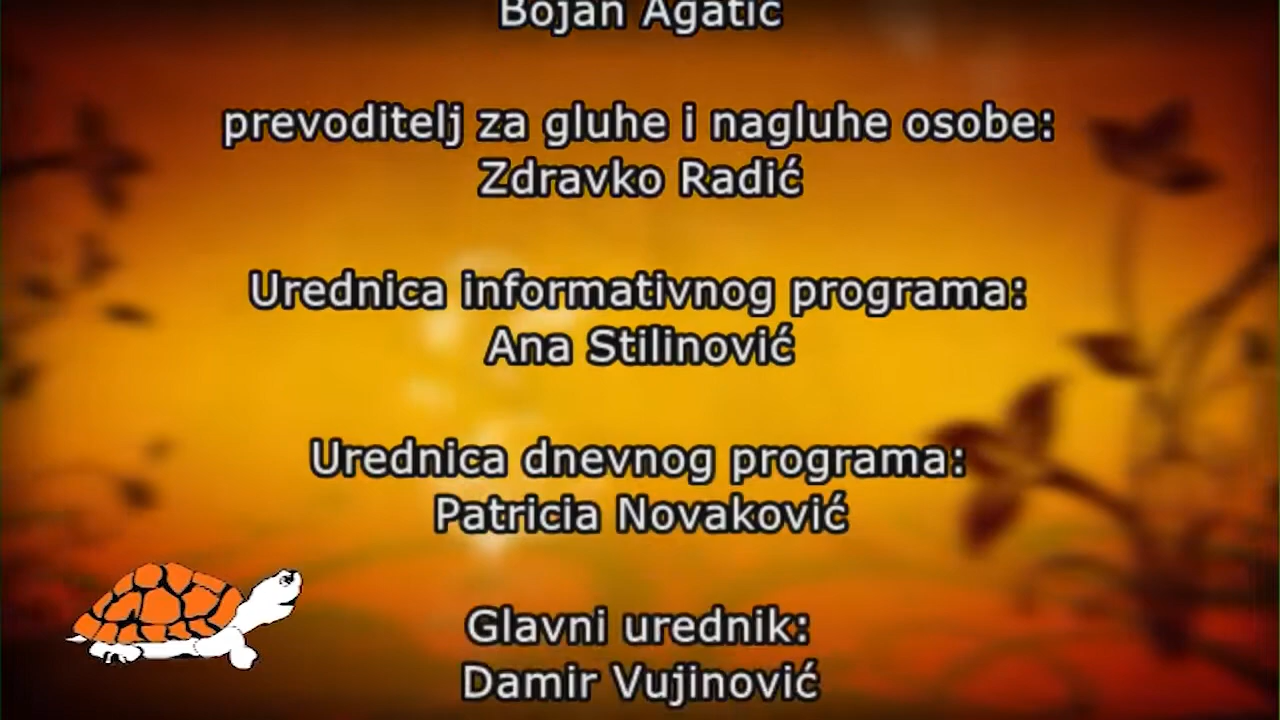 Bojan Agatić
prevoditelj za gluhe i nagluhe osobe:
Zdravko Radić
Urednica informativnog programa:
Ana Stilinović
Urednica dnevnog programa:
Patricia Novaković
Glavni urednik:
Damir Vujinović